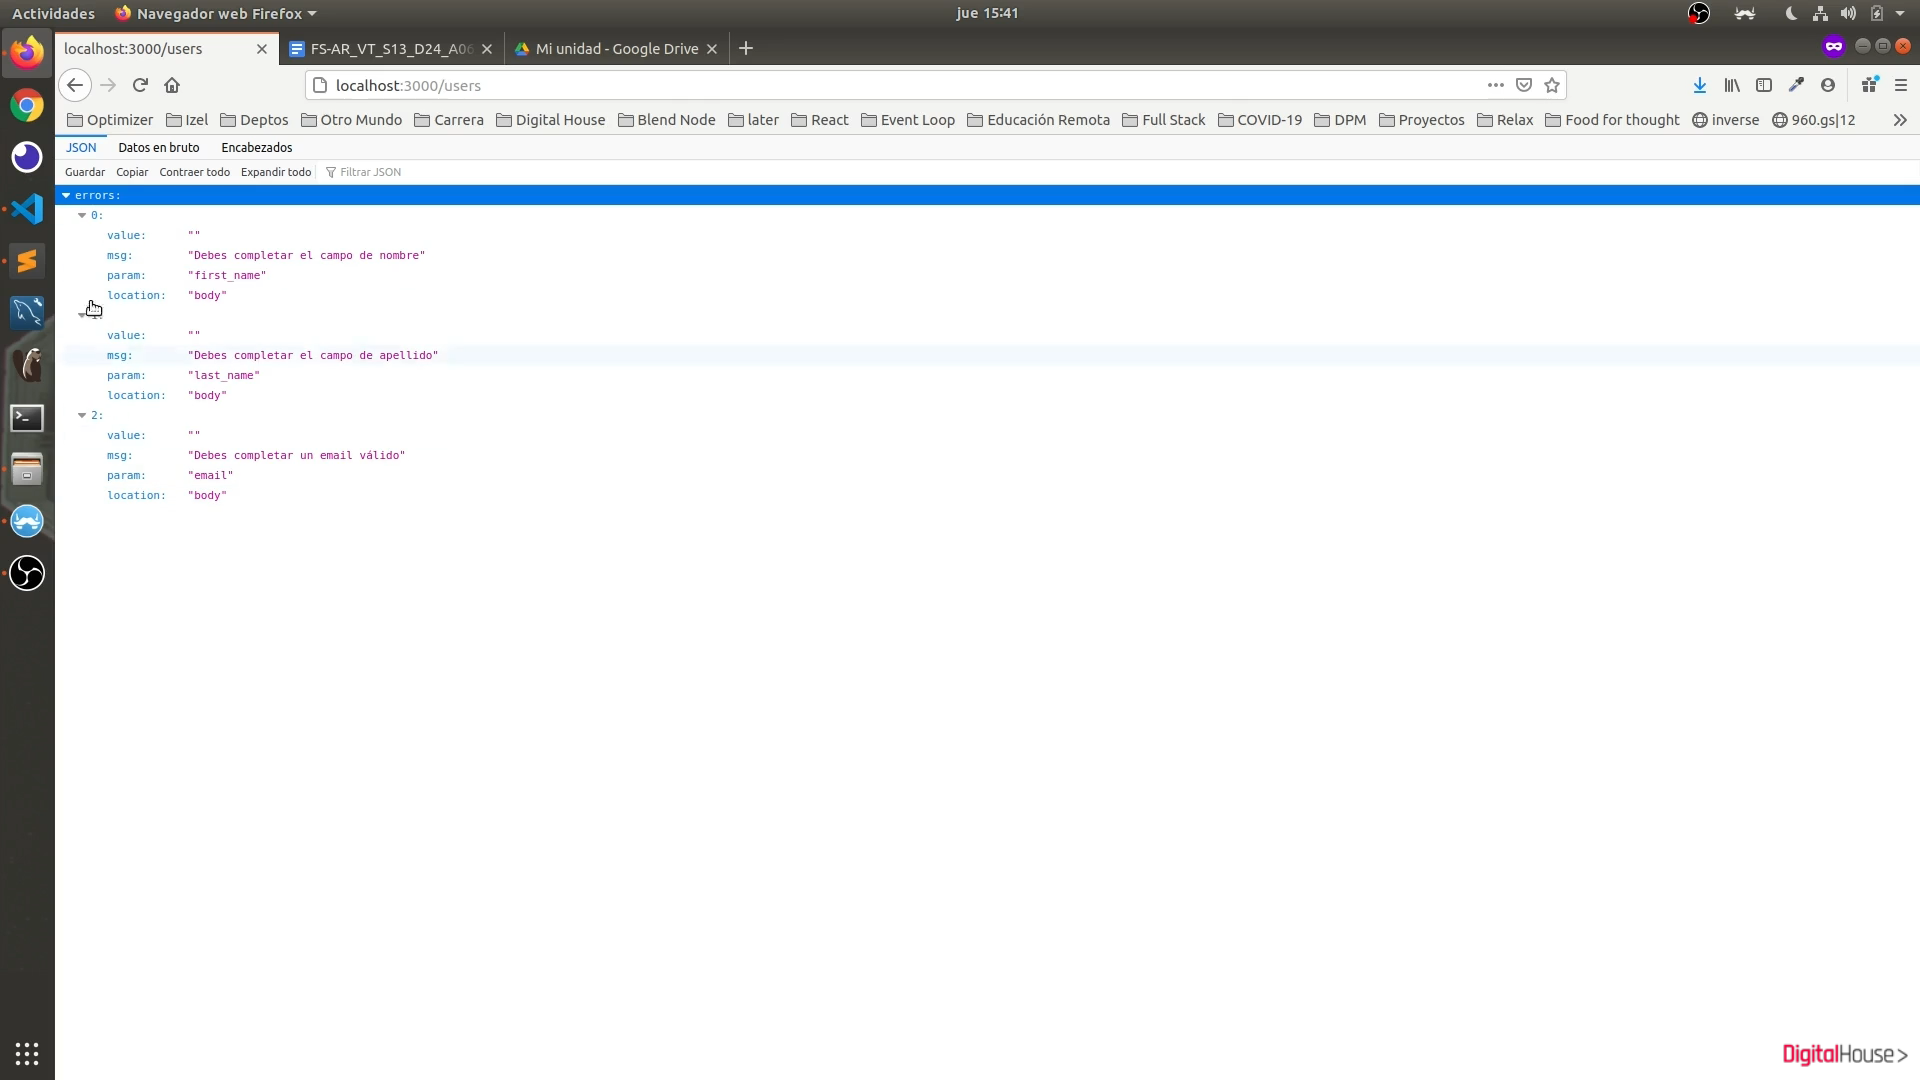 Actividades Navegador web Firefox jue 15:41
localhost:3000/users FS-AR_VT_S13_D24_A06 Mi unidad - Google Drive
localhost:3000/users
Optimizer Izel Deptos Otro Mundo Carrera Digital House Blend Node later React Event Loop Educación Remota Full Stack COVID-19 DPM Proyectos Relax Food for thought inverse 960.gs|12
JSON Datos en bruto Encabezados
Guardar Copiar Contraer todo Expandir todo Filtrar JSON
errors:
0:
value: ""
msg: "Debes completar el campo de nombre"
param: "first_name"
location: "body"
value: ""
msg: "Debes completar el campo de apellido"
param: "last_name"
location: "body"
2:
value: ""
msg: "Debes completar un email válido"
param: "email"
location: "body"
DigitalHouse>